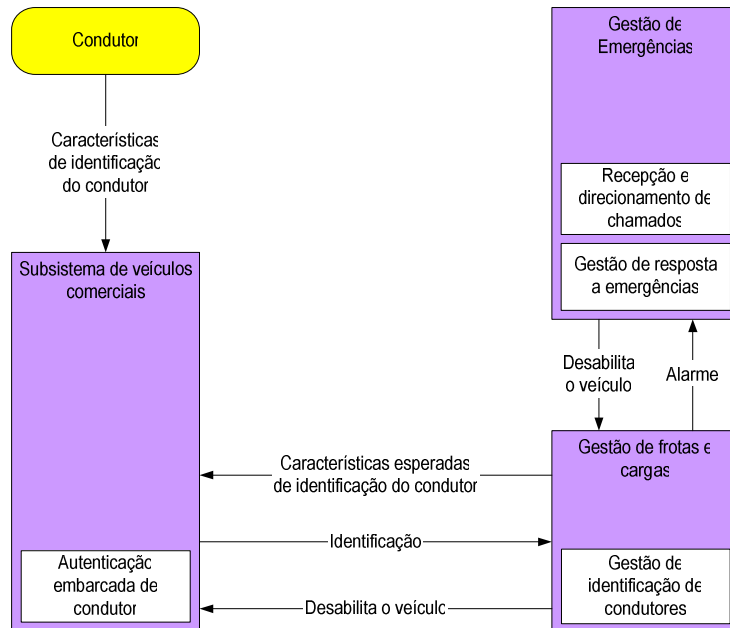 Condutor
Gestão de
Emergências
Características
de identificação
do condutor
Recepção e
direcionamento de
chamados
Gestão de resposta
a emergências
Subsistema de veículos
comerciais
Desabilita
o veículo
Alarme
Gestão de frotas e
cargas
Características esperadas
de identificação do condutor
Identificação
Autenticação
embarcada de
condutor
Gestão de
identificação de
condutores
Desabilita o veículo